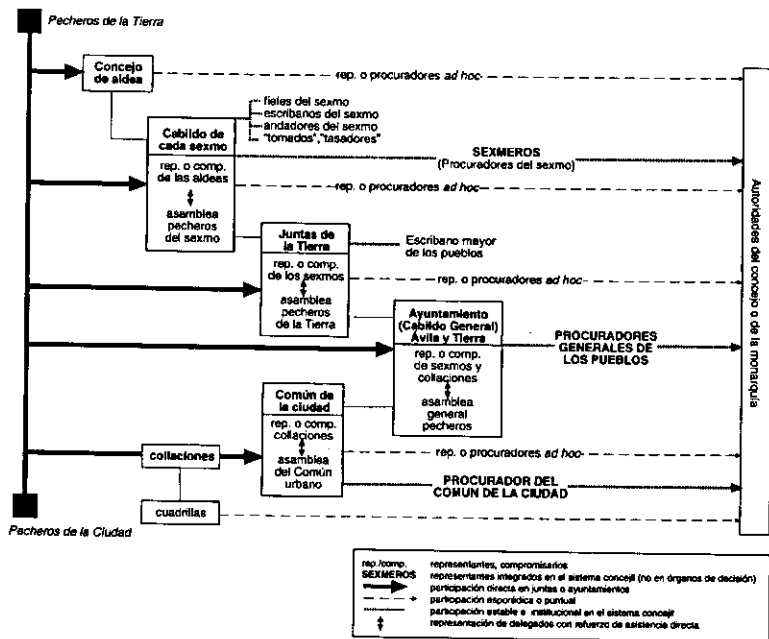 Pecheros de la Tierra
Concejo
de aldea
rep. o procuradores ad hoc
fieles del sexmo
escribanos del sexmo
andadores del sexmo
"tomados","tasadores"
Cabildo de
cada sexmo
rep. o comp.
de las aldeas
asamblea
pecheros
del sexmo
SEXMEROS
(Procuradores del sexmo)
rep. o procuradores ad hoc
Juntas de
la Tierra
rep. o comp.
de los sexmos
asamblea
pecheros
de la Tierra
Escribano mayor
de los pueblos
rep. o procuradores ad hoc
Ayuntamiento
(Cabildo General)
Avila y Tierra
rep. o comp.
de sexmos y
collaciones
asamblea
general
pecheros
PROCURADORES
GENERALES DE
LOS PUEBLOS
Común de
la ciudad
rep. o comp.
collaciones
asamblea
del Común
urbano
collaciones
cuadrillas
rep. o procuradores ad hoc
PROCURADOR DEL
COMUN DE LA CIUDAD
Pecheros de la Ciudad
Autoridades del concejo o de la monarquía
rep./comp. representantes, compromisarios
SEXMEROS representantes integrados en el sistema concejil (no en órganos de decisión)
participación directa en juntas o ayuntamientos
participación esporádica o puntual
participación estable e institucional en el sistema concejil
representación de delegados con refuerzo de asistencia directa